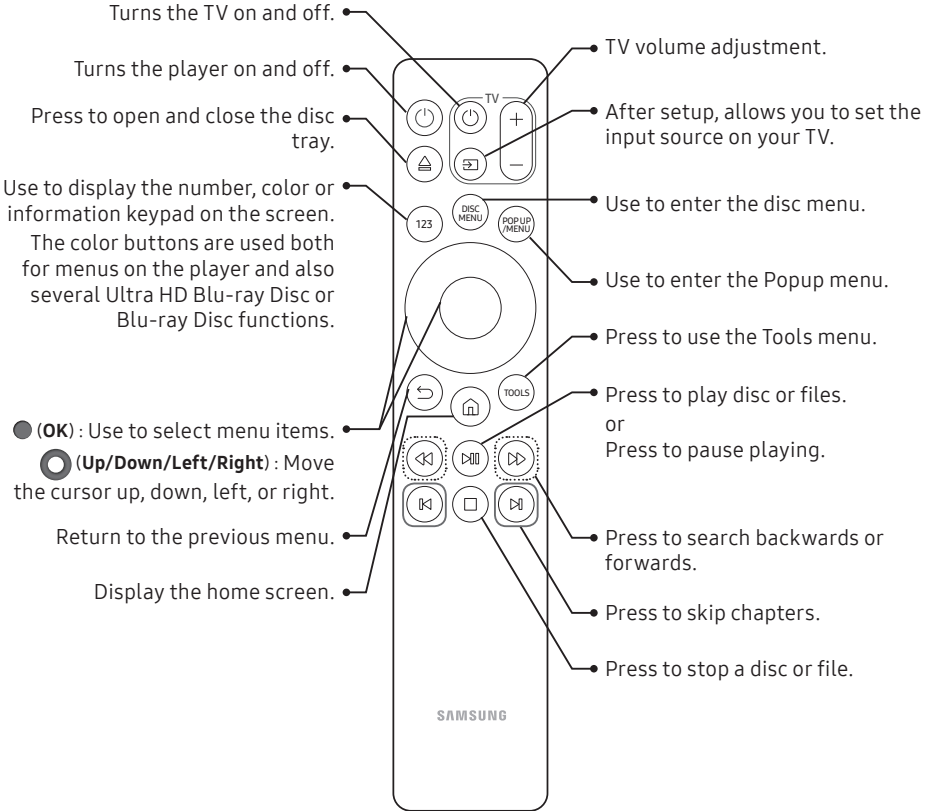 Turns the TV on and off.
Turns the player on and off.
Press to open and close the disc
tray.
Use to display the number, color or
information keypad on the screen.
The color buttons are used both
for menus on the player and also
several Ultra HD Blu-ray Disc or
Blu-ray Disc functions.
(OK) : Use to select menu items.
(Up/Down/Left/Right) : Move
the cursor up, down, left, or right.
Return to the previous menu.
Display the home screen.
TV
+
−
123
DISC
MENU
POP UP
/MENU
TOOLS
SAMSUNG
TV volume adjustment.
After setup, allows you to set the
input source on your TV.
Use to enter the disc menu.
Use to enter the Popup menu.
Press to use the Tools menu.
Press to play disc or files.
or
Press to pause playing.
Press to search backwards or
forwards.
Press to skip chapters.
Press to stop a disc or file.